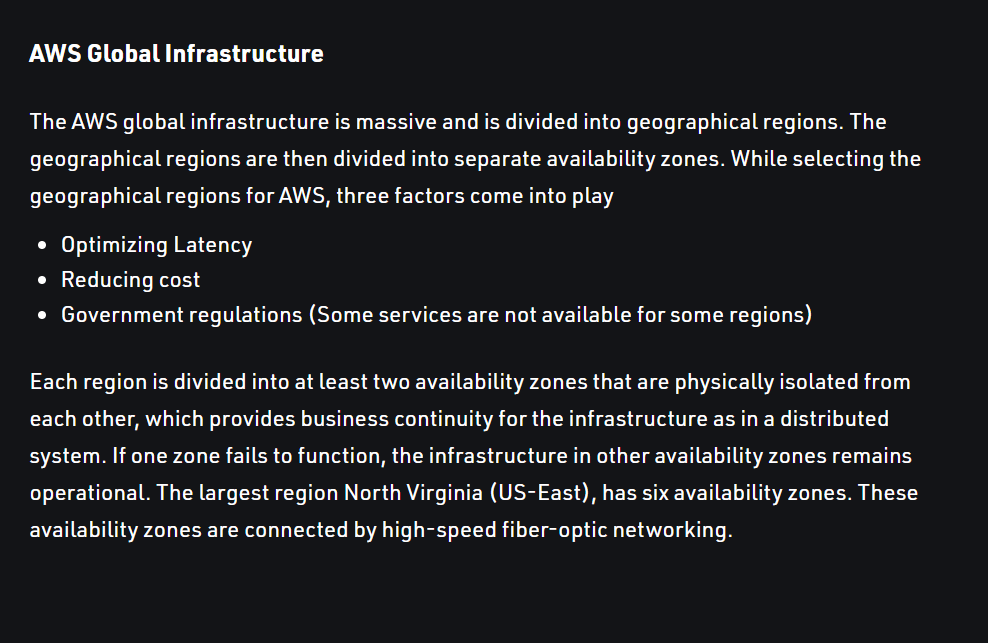 AWS Global Infrastructure
The AWS global infrastructure is massive and is divided into geographical regions. The
geographical regions are then divided into separate availability zones. While selecting the
geographical regions for AWS, three factors come into play
• Optimizing Latency
• Reducing cost
• Government regulations (Some services are not available for some regions)
Each region is divided into at least two availability zones that are physically isolated from
each other, which provides business continuity for the infrastructure as in a distributed
system. If one zone fails to function, the infrastructure in other availability zones remains
operational. The largest region North Virginia (US-East), has six availability zones. These
availability zones are connected by high-speed fiber-optic networking.